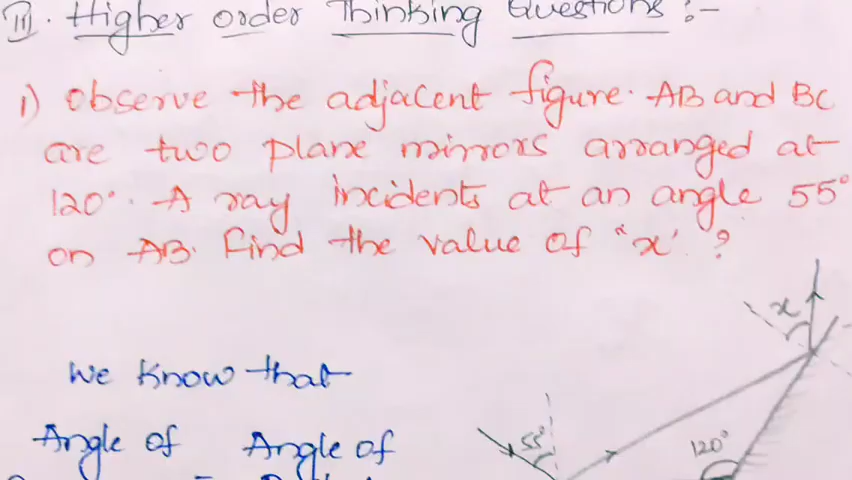 III. Higher order Thinking Questions :-
1) Observe the adjacent figure. AB and BC
are two plane mirrors arranged at
120°. A ray incidents at an angle 55°
on AB. Find the value of "x'. ?
x
We know that
55°
120°
Angle of Angle of